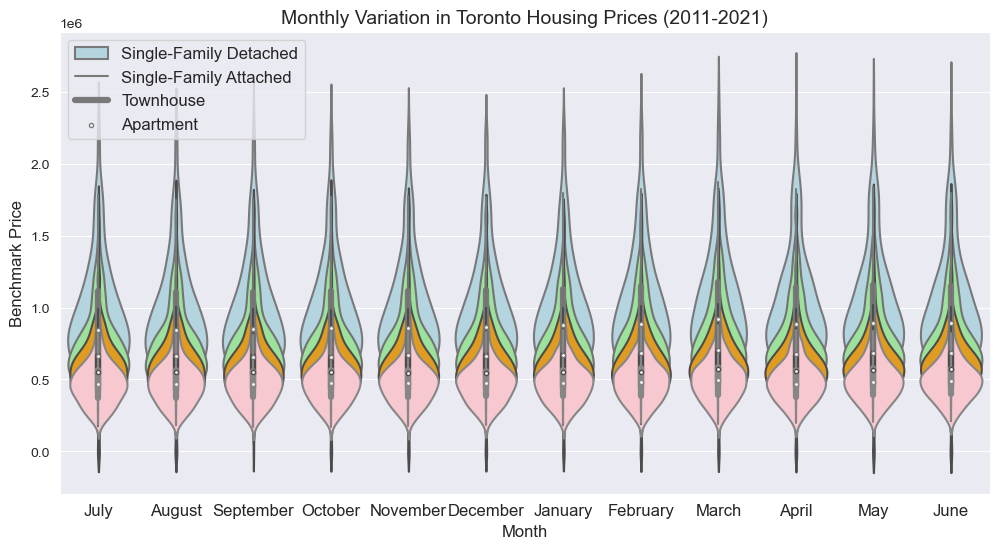 Monthly Variation in Toronto Housing Prices (2011-2021)
1e6
Single-Family Detached
Single-Family Attached
Townhouse
Apartment
2.5
2.0
1.5
1.0
0.5
0.0
Benchmark Price
July August September October November December January February March April May June
Month